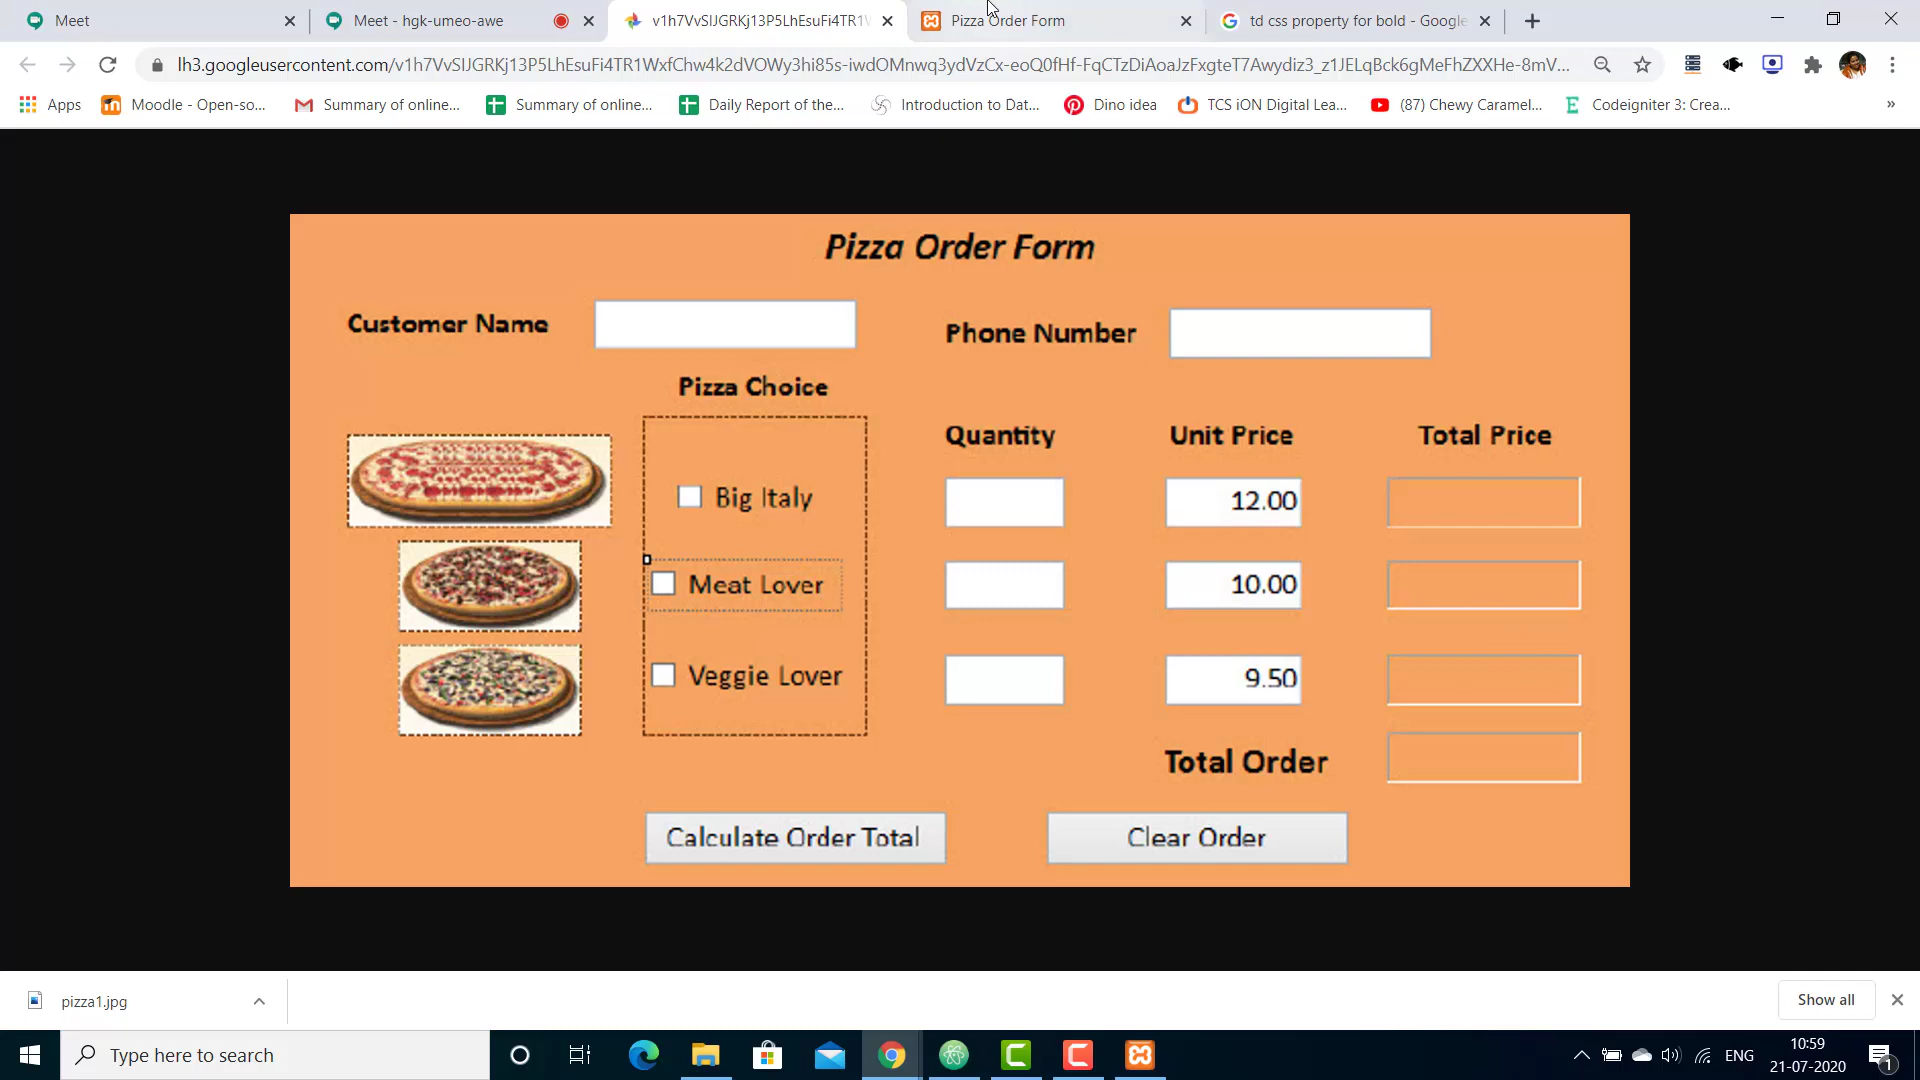 Meet
Meet - hgk-umeo-awe
v1h7VvSIJGRKj13P5LhEsuFi4TR1V
Pizza Order Form
td css property for bold - Google
lh3.googleusercontent.com/v1h7VvSIJGRKj13P5LhEsuFi4TR1WxfChw4k2dVOWy3hi85s-iwdOMnwq3ydVzCx-eoQ0fHf-FqCTzDiAoaJzFxgteT7Awydiz3_z1JELqBck6gMeFhZXXHe-8mV...
Apps
Moodle - Open-so...
Summary of online...
Summary of online...
Daily Report of the...
Introduction to Dat...
Dino idea
TCS iON Digital Lea...
(87) Chewy Caramel...
Codeigniter 3: Crea...
»
Pizza Order Form
Customer Name
Phone Number
Pizza Choice
Quantity
Unit Price
Total Price
Big Italy
12.00
Meat Lover
10.00
Veggie Lover
9.50
Total Order
Calculate Order Total
Clear Order
pizza1.jpg
Show all
Type here to search
ENG
10:59
21-07-2020
1